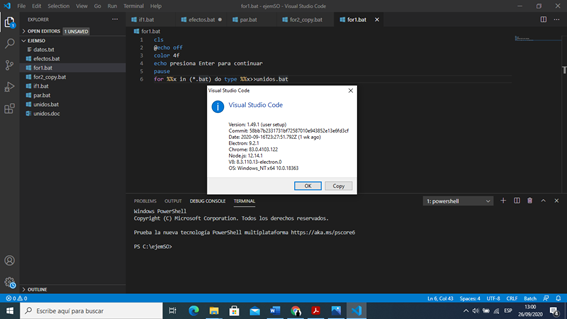 File Edit Selection View Go Run Terminal Help
for1.bat - ejemSO - Visual Studio Code
EXPLORER
if1.bat
efectos.bat
par.bat
for2_copy.bat
for1.bat
OPEN EDITORS 1 UNSAVED
EJEMSO
datos.txt
efectos.bat
for1.bat
for2_copy.bat
if1.bat
par.bat
unidos.bat
unidos.doc
OUTLINE
for1.bat
1 cls
2 @echo off
3 color 4f
4 echo presiona Enter para continuar
5 pause
6 for %%x in (*.bat) do type %%x>>unidos.bat
Visual Studio Code
Visual Studio Code
Version: 1.49.1 (user setup)
Commit: 58bb7b2331731bf72587010e943852e13e6fd3cf
Date: 2020-09-16T23:27:51.792Z (1 wk ago)
Electron: 9.2.1
Chrome: 83.0.4103.122
Node.js: 12.14.1
V8: 8.3.110.13-electron.0
OS: Windows_NT x64 10.0.18363
OK
Copy
PROBLEMS OUTPUT DEBUG CONSOLE TERMINAL
1: powershell
Windows PowerShell
Copyright (C) Microsoft Corporation. Todos los derechos reservados.
Prueba la nueva tecnología PowerShell multiplataforma https://aka.ms/pscore6
PS C:\ejemSO>
0 0
Ln 6, Col 43 Spaces: 4 UTF-8 CRLF Batch
Escribe aquí para buscar
ESP
13:00
26/09/2020